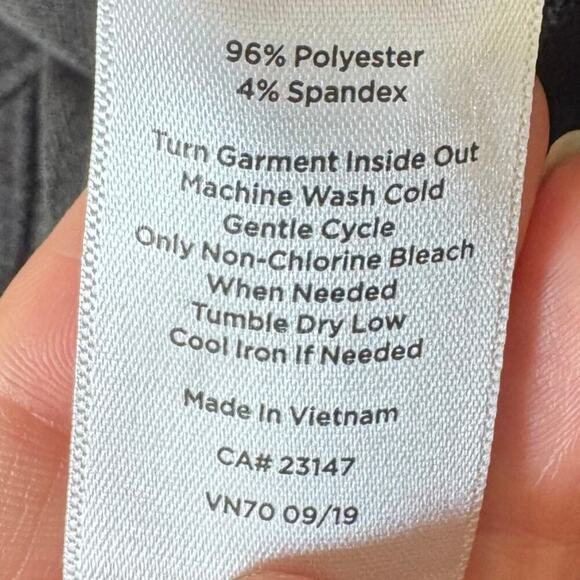 96% Polyester
4% Spandex
Turn Garment Inside Out
Machine Wash Cold
Gentle Cycle
Only Non-Chlorine Bleach
When Needed
Tumble Dry Low
Cool Iron If Needed
Made In Vietnam
CA# 23147
VN70 09/19